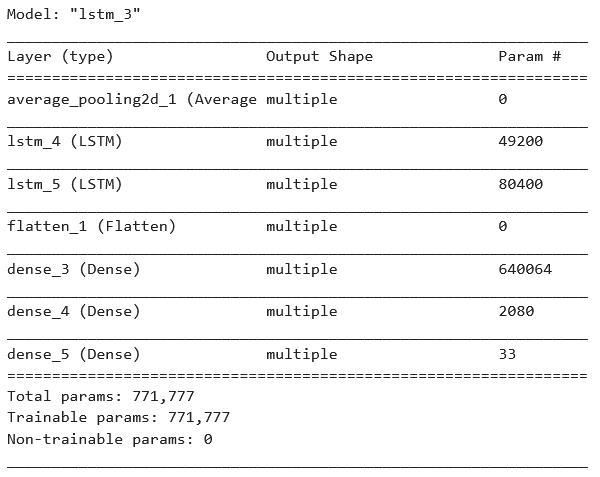 Model: "lstm_3"
Layer (type) Output Shape Param #
average_pooling2d_1 (Average multiple 0
lstm_4 (LSTM) multiple 49200
lstm_5 (LSTM) multiple 80400
flatten_1 (Flatten) multiple 0
dense_3 (Dense) multiple 640064
dense_4 (Dense) multiple 2080
dense_5 (Dense) multiple 33
Total params: 771,777
Trainable params: 771,777
Non-trainable params: 0